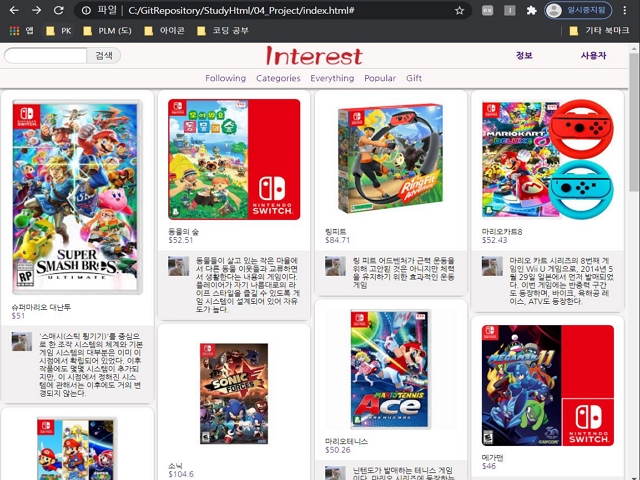 파일 | C:/GitRepository/StudyHtml/04_Project/index.html#
일시중지됨
앱 PK PLM (도) 아이콘 코딩 공부 기타 북마크
검색 Interest 정보 사용자
Following Categories Everything Popular Gift
SUPER
SMASH BROS.
ULTIMATE
슈퍼마리오 대난투
$51
'스매시(스틱 튕기기)'를 중심으
로 한 조작 시스템의 체계와 기본
게임 시스템의 대부분은 이미 이
시점에서 확립되어 있었다. 이후
작품에도 몇몇 시스템이 추가되
지만, 이 시점에서 정해진 시스
템에 관해서는 이후에도 거의 변
경되지 않는다.
모여봐요
동물의 숲
NINTENDO
SWITCH
동물의 숲
$52.51
동물들이 살고 있는 작은 마을에
서 다른 동물 이웃들과 교류하면
서 생활한다는 내용의 게임이다.
플레이어가 자기 나름대로의 라
이프 스타일을 즐길 수 있도록 게
임 시스템이 설계되어 있어 자유
도가 높다.
SONIC
FORCES
소닉
$104.6
RingFit
Adventure
링피트
$84.71
링 피트 어드벤처가 근력 운동을
위해 고안된 것은 아니지만 체력
을 유지하기 위한 효과적인 운동
게임
MARIO TENNIS
Ace
마리오테니스
$50.26
닌텐도가 발매하는 테니스 게임
이다. 마리오 시리즈에 등장하는
MARIOKART
DELUXE 8
마리오카트8
$52.43
마리오 카트 시리즈의 8번째 게
임인 Wii U 게임으로, 2014년 5
월 29일 일본에서 먼저 발매되었
다. 이번 게임에는 반중력 구간
도 등장하며, 바이크, 육해공 레
이스, ATV도 등장한다.
MEGAMAN 11
CAPCOM
NINTENDO
SWITCH
메가맨
$46